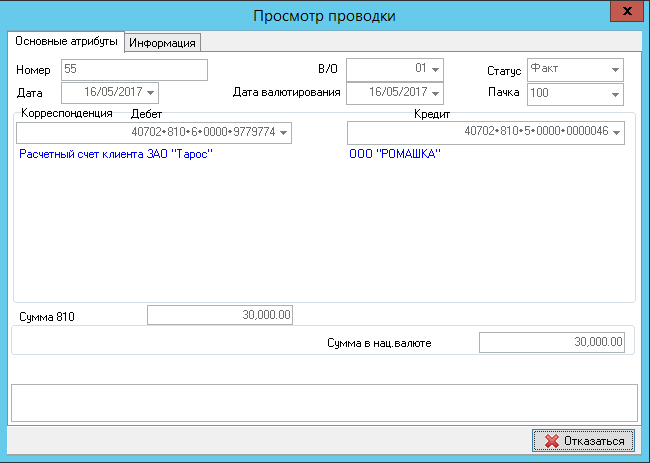 Просмотр проводки
x
Основные атрибуты Информация
Номер 55 В/О 01 Статус Факт
Дата 16/05/2017 Дата валютирования 16/05/2017 Пачка 100
Корреспонденция Дебет Кредит
40702•810•6•0000•9779774 40702•810•5•0000•0000046
Расчетный счет клиента ЗАО "Тарос" ООО "РОМАШКА"
Сумма 810 30,000.00
Сумма в нац.валюте 30,000.00
Отказаться